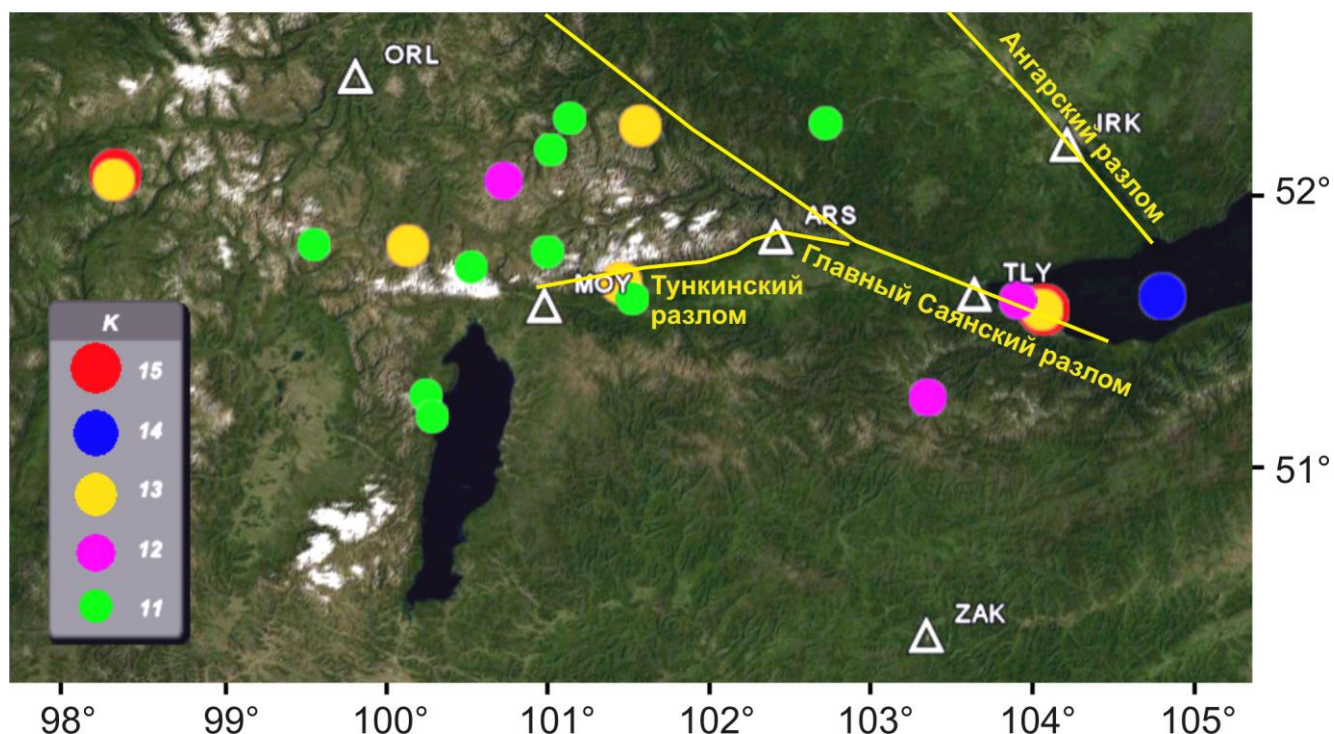 ORL
Ангарский разлом
IRK
52°
ARS
TLY
MOY
Тункинский
разлом
Главный Саянский разлом
K
15
14
13
12
11
51°
ZAK
98° 99° 100° 101° 102° 103° 104° 105°